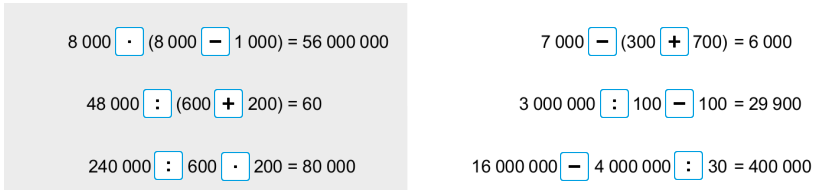 8 000 · (8 000 − 1 000) = 56 000 000
48 000 : (600 + 200) = 60
240 000 : 600 · 200 = 80 000
7 000 − (300 + 700) = 6 000
3 000 000 : 100 − 100 = 29 900
16 000 000 − 4 000 000 : 30 = 400 000